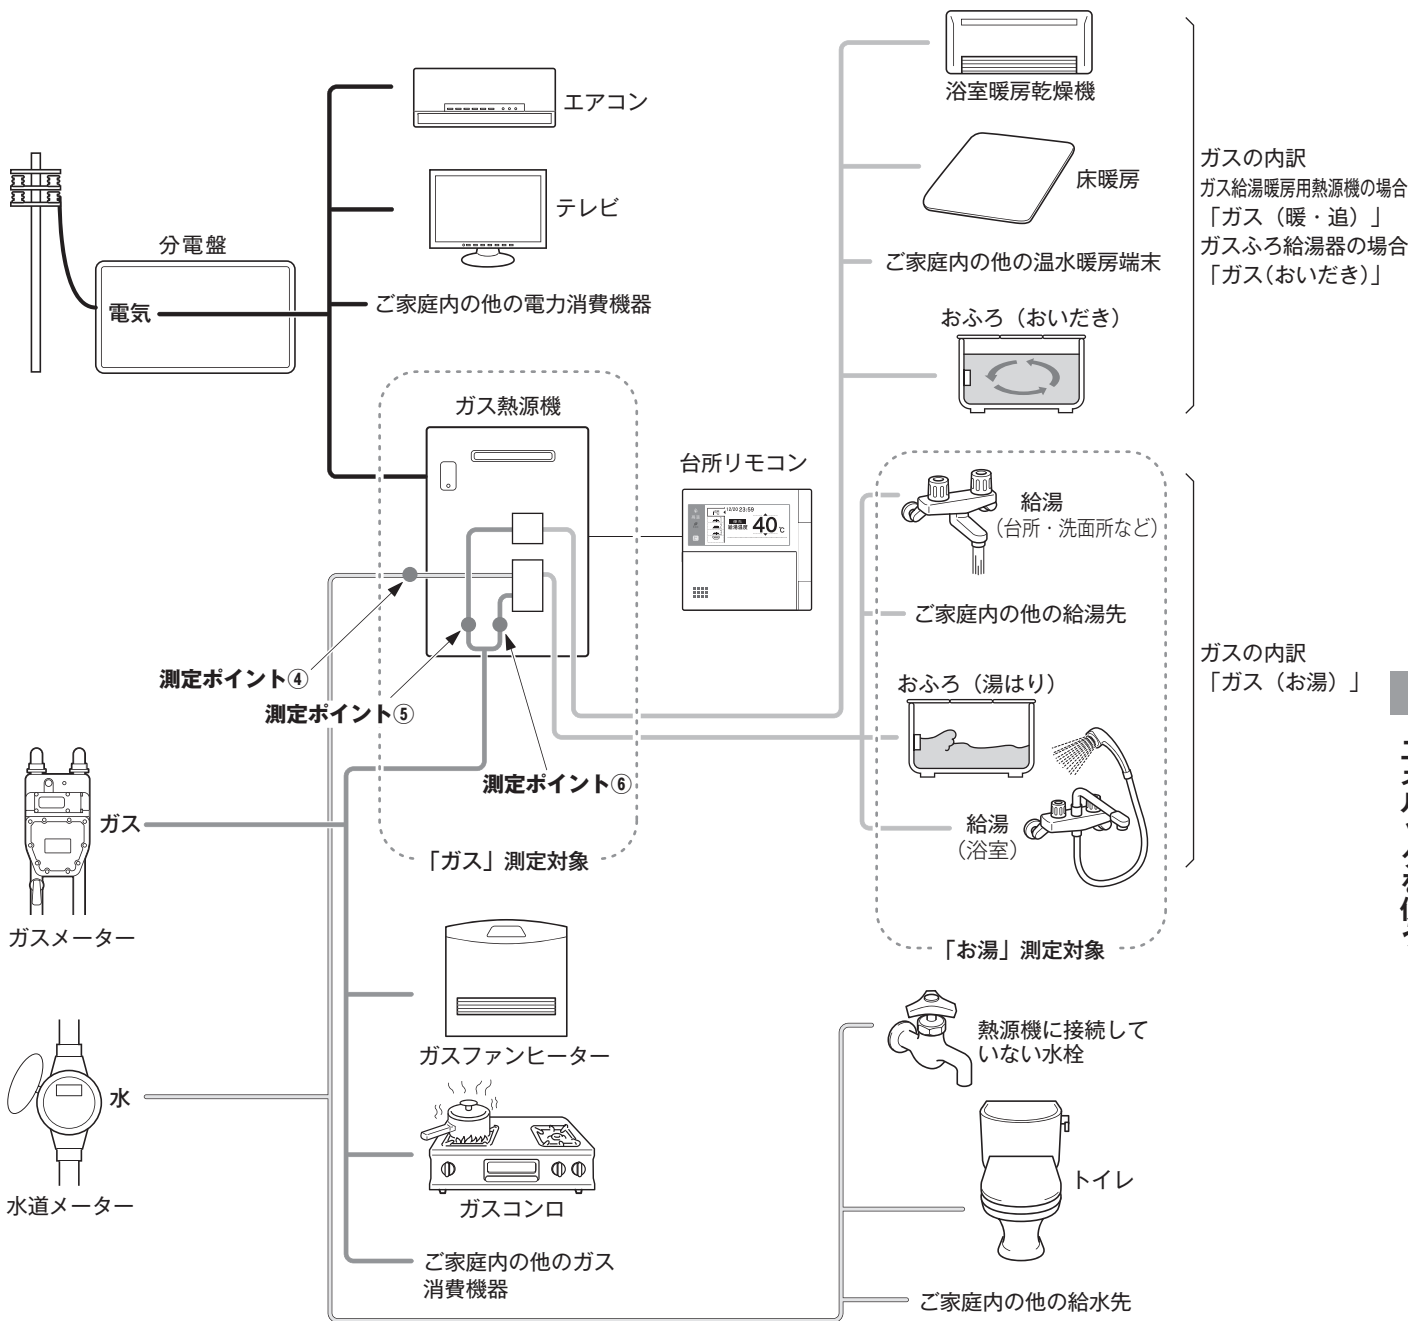 浴室暖房乾燥機
エアコン
ガスの内訳
ガス給湯暖房用熱源機の場合
「ガス（暖・追）」
ガスふろ給湯器の場合
「ガス（おいだき）」
床暖房
テレビ
分電盤
電気
ご家庭内の他の電力消費機器
ご家庭内の他の温水暖房端末
おふろ（おいだき）
ガス熱源機
台所リモコン
12/20 23:59
給湯温度
40℃
給湯
（台所・洗面所など）
ご家庭内の他の給湯先
測定ポイント④
測定ポイント⑤
測定ポイント⑥
おふろ（湯はり）
ガスの内訳
「ガス（お湯）」
給湯
（浴室）
ガス
ガスメーター
「ガス」測定対象
「お湯」測定対象
ガスファンヒーター
熱源機に接続して
いない水栓
水
水道メーター
ガスコンロ
トイレ
ご家庭内の他のガス
消費機器
ご家庭内の他の給水先